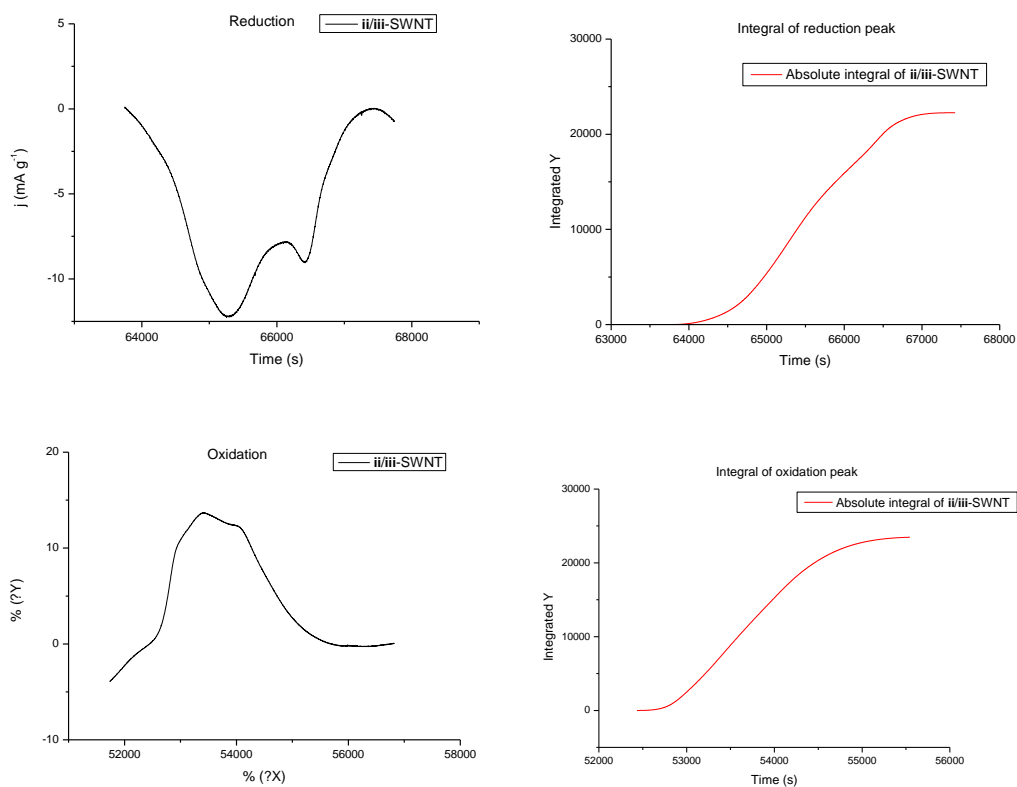 Reduction
ii/iii-SWNT
5
0
-5
-10
j (mA g-1)
64000 66000 68000
Time (s)
Integral of reduction peak
Absolute integral of ii/iii-SWNT
30000
20000
10000
0
Integrated Y
63000 64000 65000 66000 67000 68000
Time (s)
Oxidation
ii/iii-SWNT
20
10
0
-10
% (?Y)
52000 54000 56000 58000
% (?X)
Integral of oxidation peak
Absolute integral of ii/iii-SWNT
30000
20000
10000
0
Integrated Y
52000 53000 54000 55000 56000
Time (s)